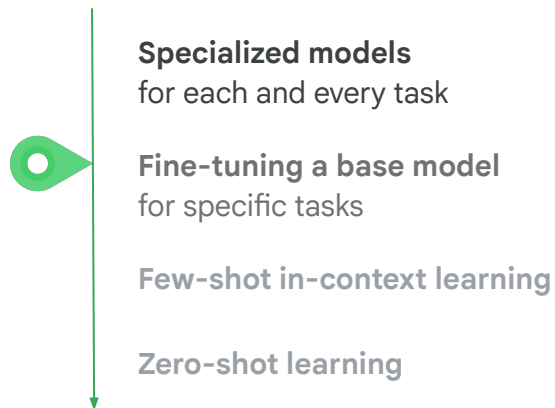 Specialized models
for each and every task
Fine-tuning a base model
for specific tasks
Few-shot in-context learning
Zero-shot learning